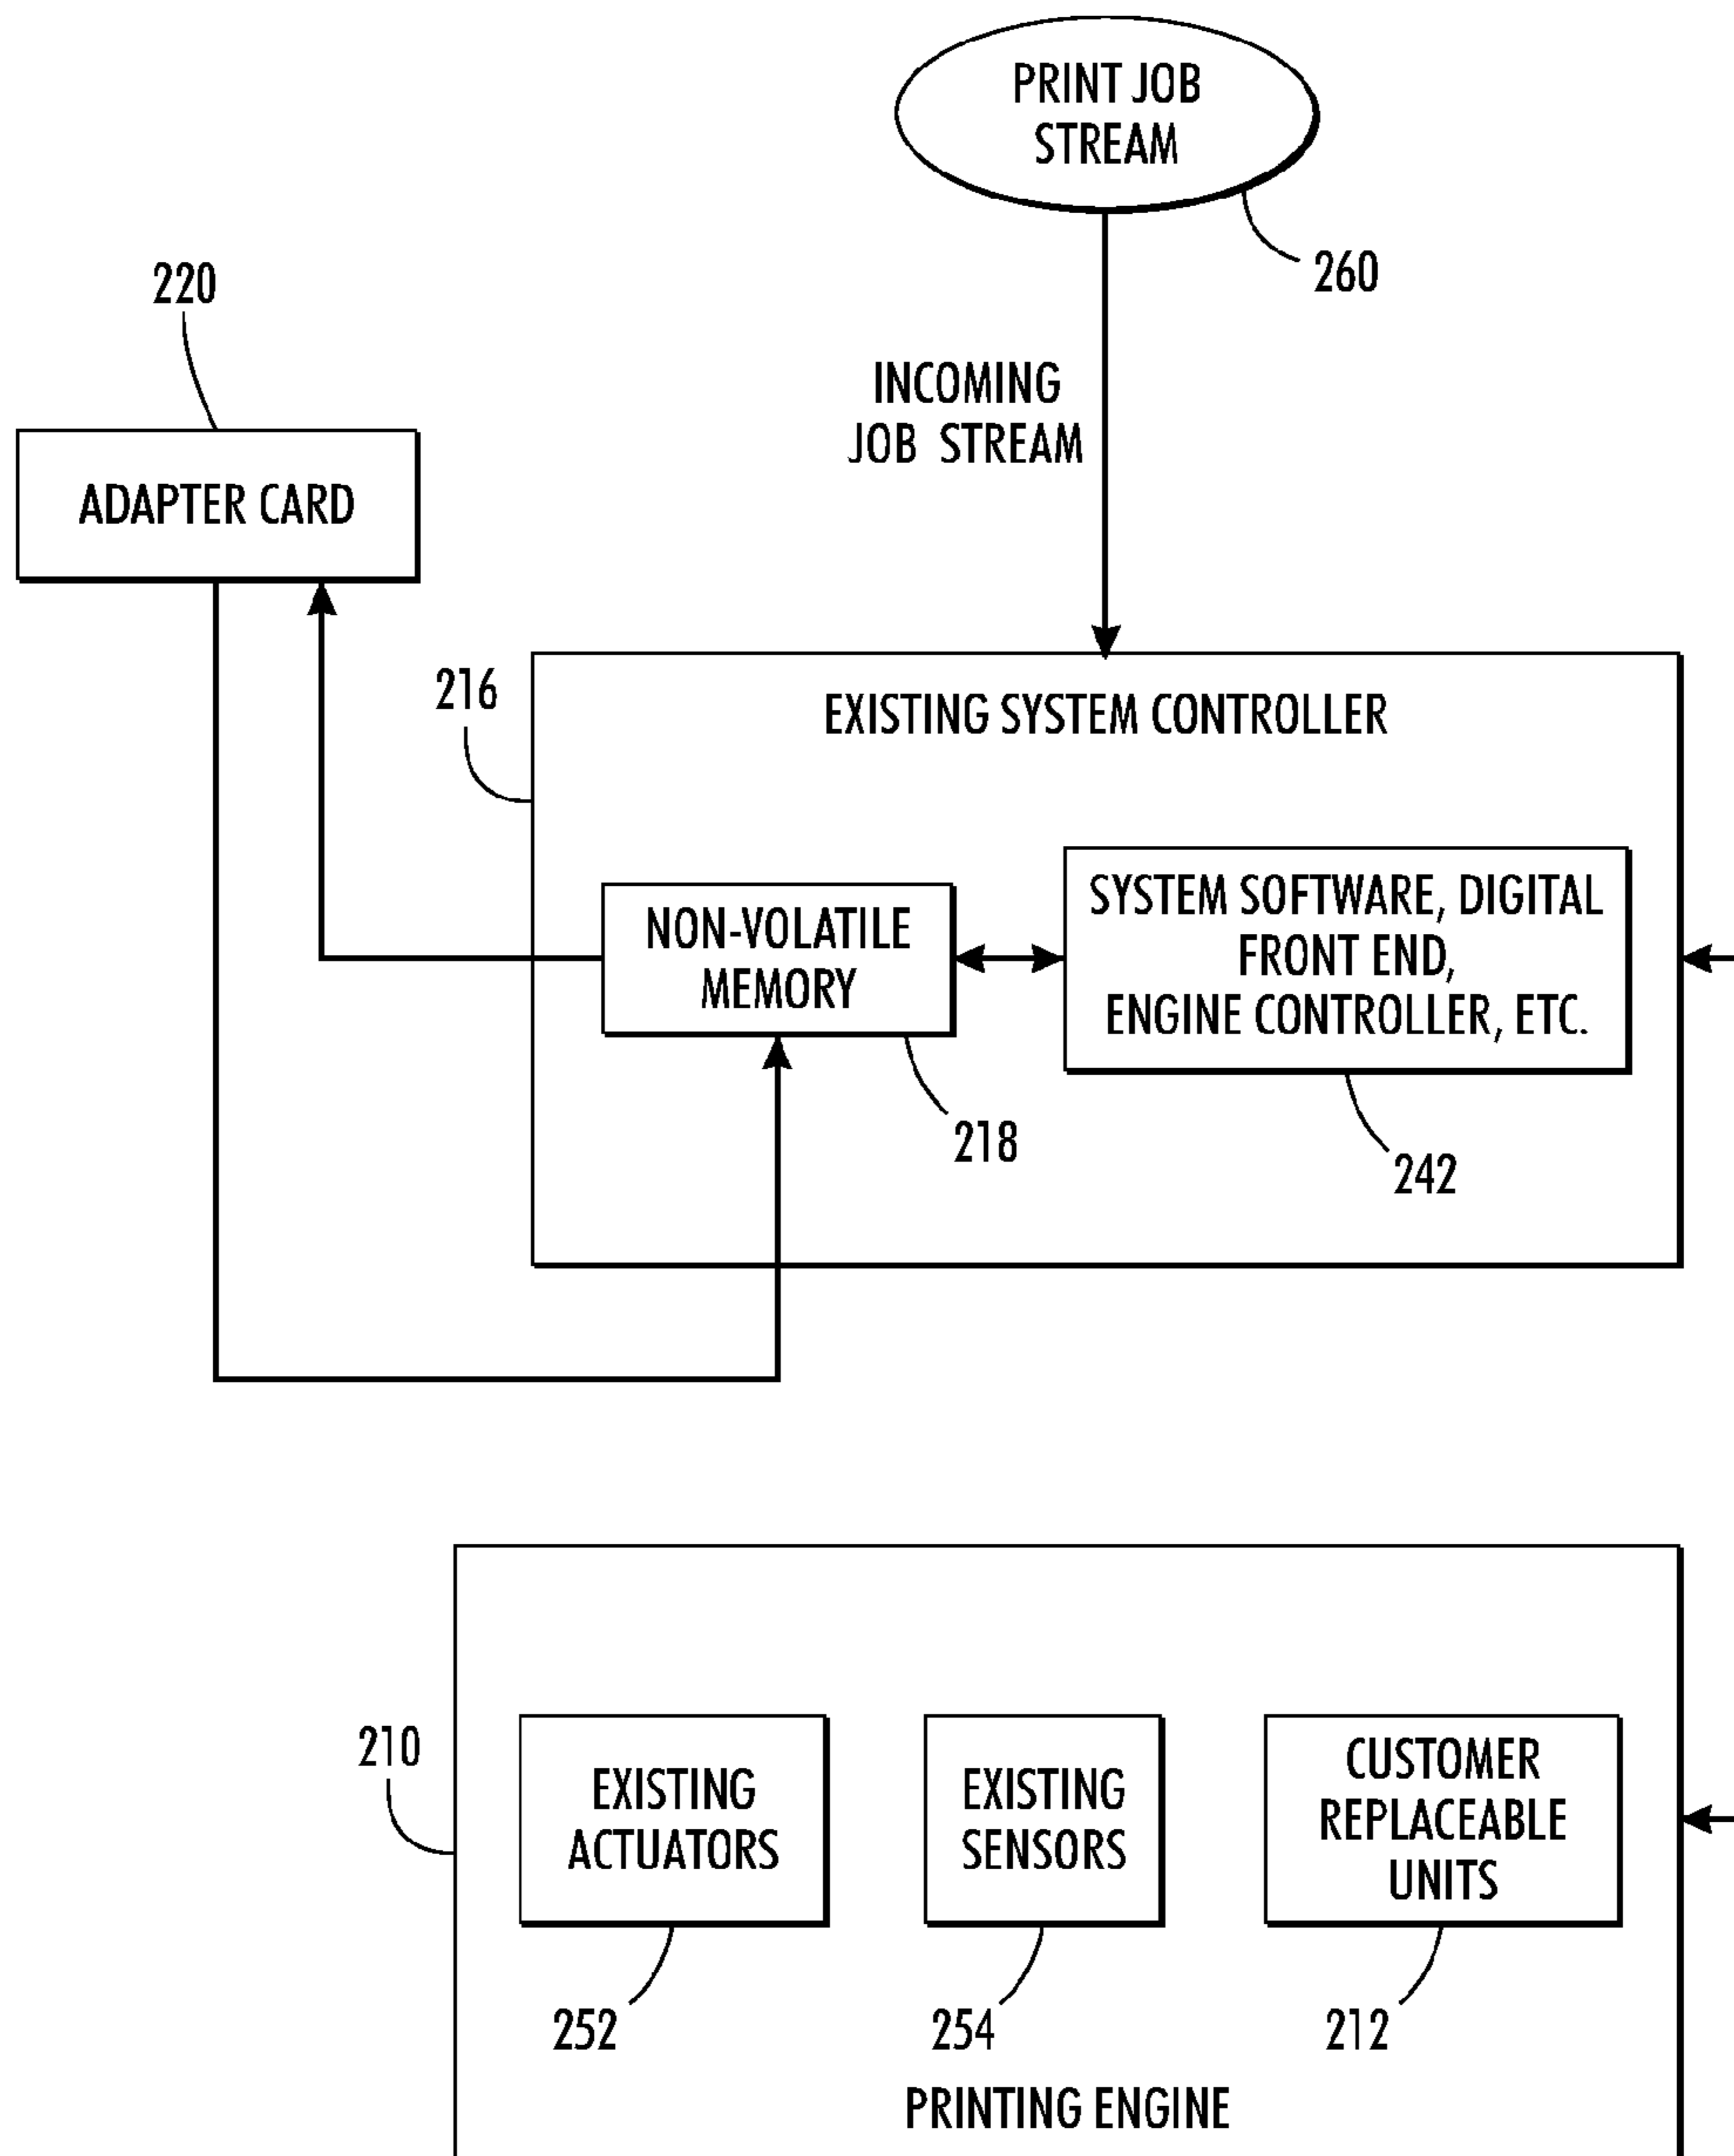 PRINT JOB
STREAM
260
220
INCOMING
JOB STREAM
ADAPTER CARD
216
EXISTING SYSTEM CONTROLLER
NON-VOLATILE
MEMORY
SYSTEM SOFTWARE, DIGITAL
FRONT END,
ENGINE CONTROLLER, ETC.
218
242
210
EXISTING
ACTUATORS
EXISTING
SENSORS
CUSTOMER
REPLACEABLE
UNITS
252
254
212
PRINTING ENGINE